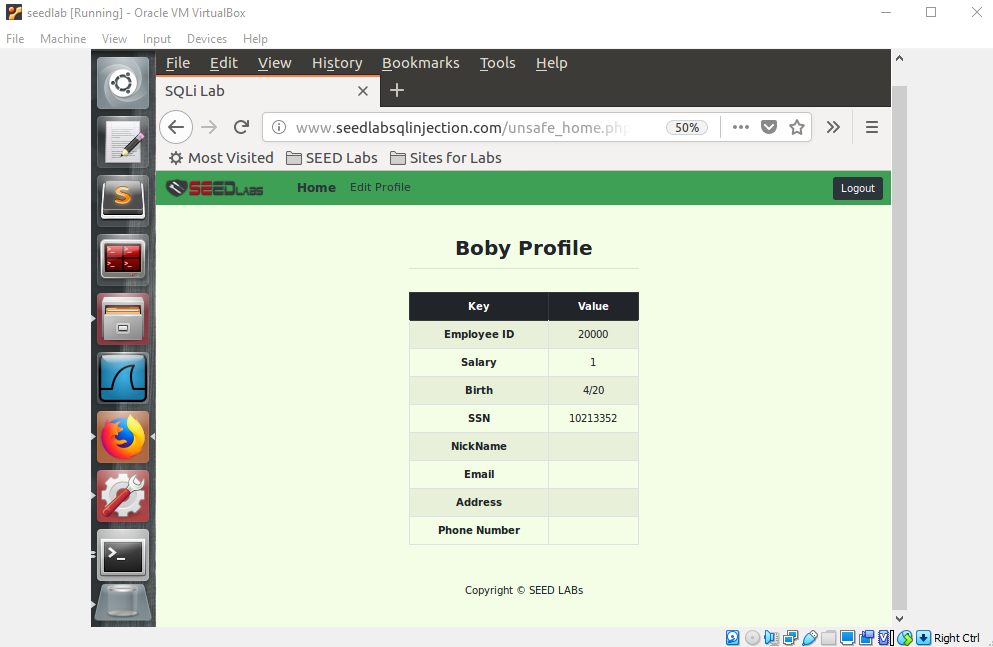 seedlab [Running] - Oracle VM VirtualBox
File Machine View Input Devices Help
File Edit View History Bookmarks Tools Help
SQLi Lab
www.seedlabsqlinjection.com/unsafe_home.php 50%
Most Visited SEED Labs Sites for Labs
SEEDLABS Home Edit Profile Logout
Boby Profile
Key Value
Employee ID 20000
Salary 1
Birth 4/20
SSN 10213352
NickName
Email
Address
Phone Number
Copyright © SEED LABs
Right Ctrl